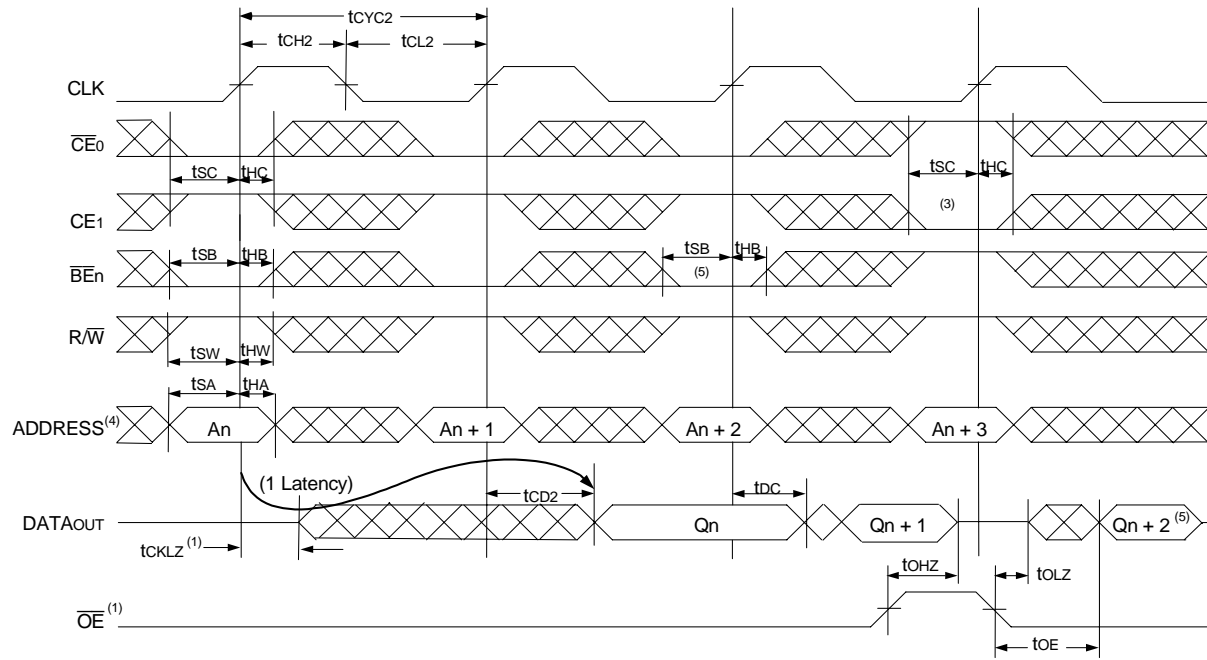 tCYC2
tCH2 tCL2
CLK
CE0
tSC tHC tSC tHC
(3)
CE1
tSB tHB tSB tHB
(5)
BEn
R/W
tSW tHW
tSA tHA
ADDRESS(4) An An + 1 An + 2 An + 3
(1 Latency) tCD2 tDC
DATAOUT Qn Qn + 1 Qn + 2 (5)
tCKLZ (1)
tOHZ tOLZ
OE (1)
tOE